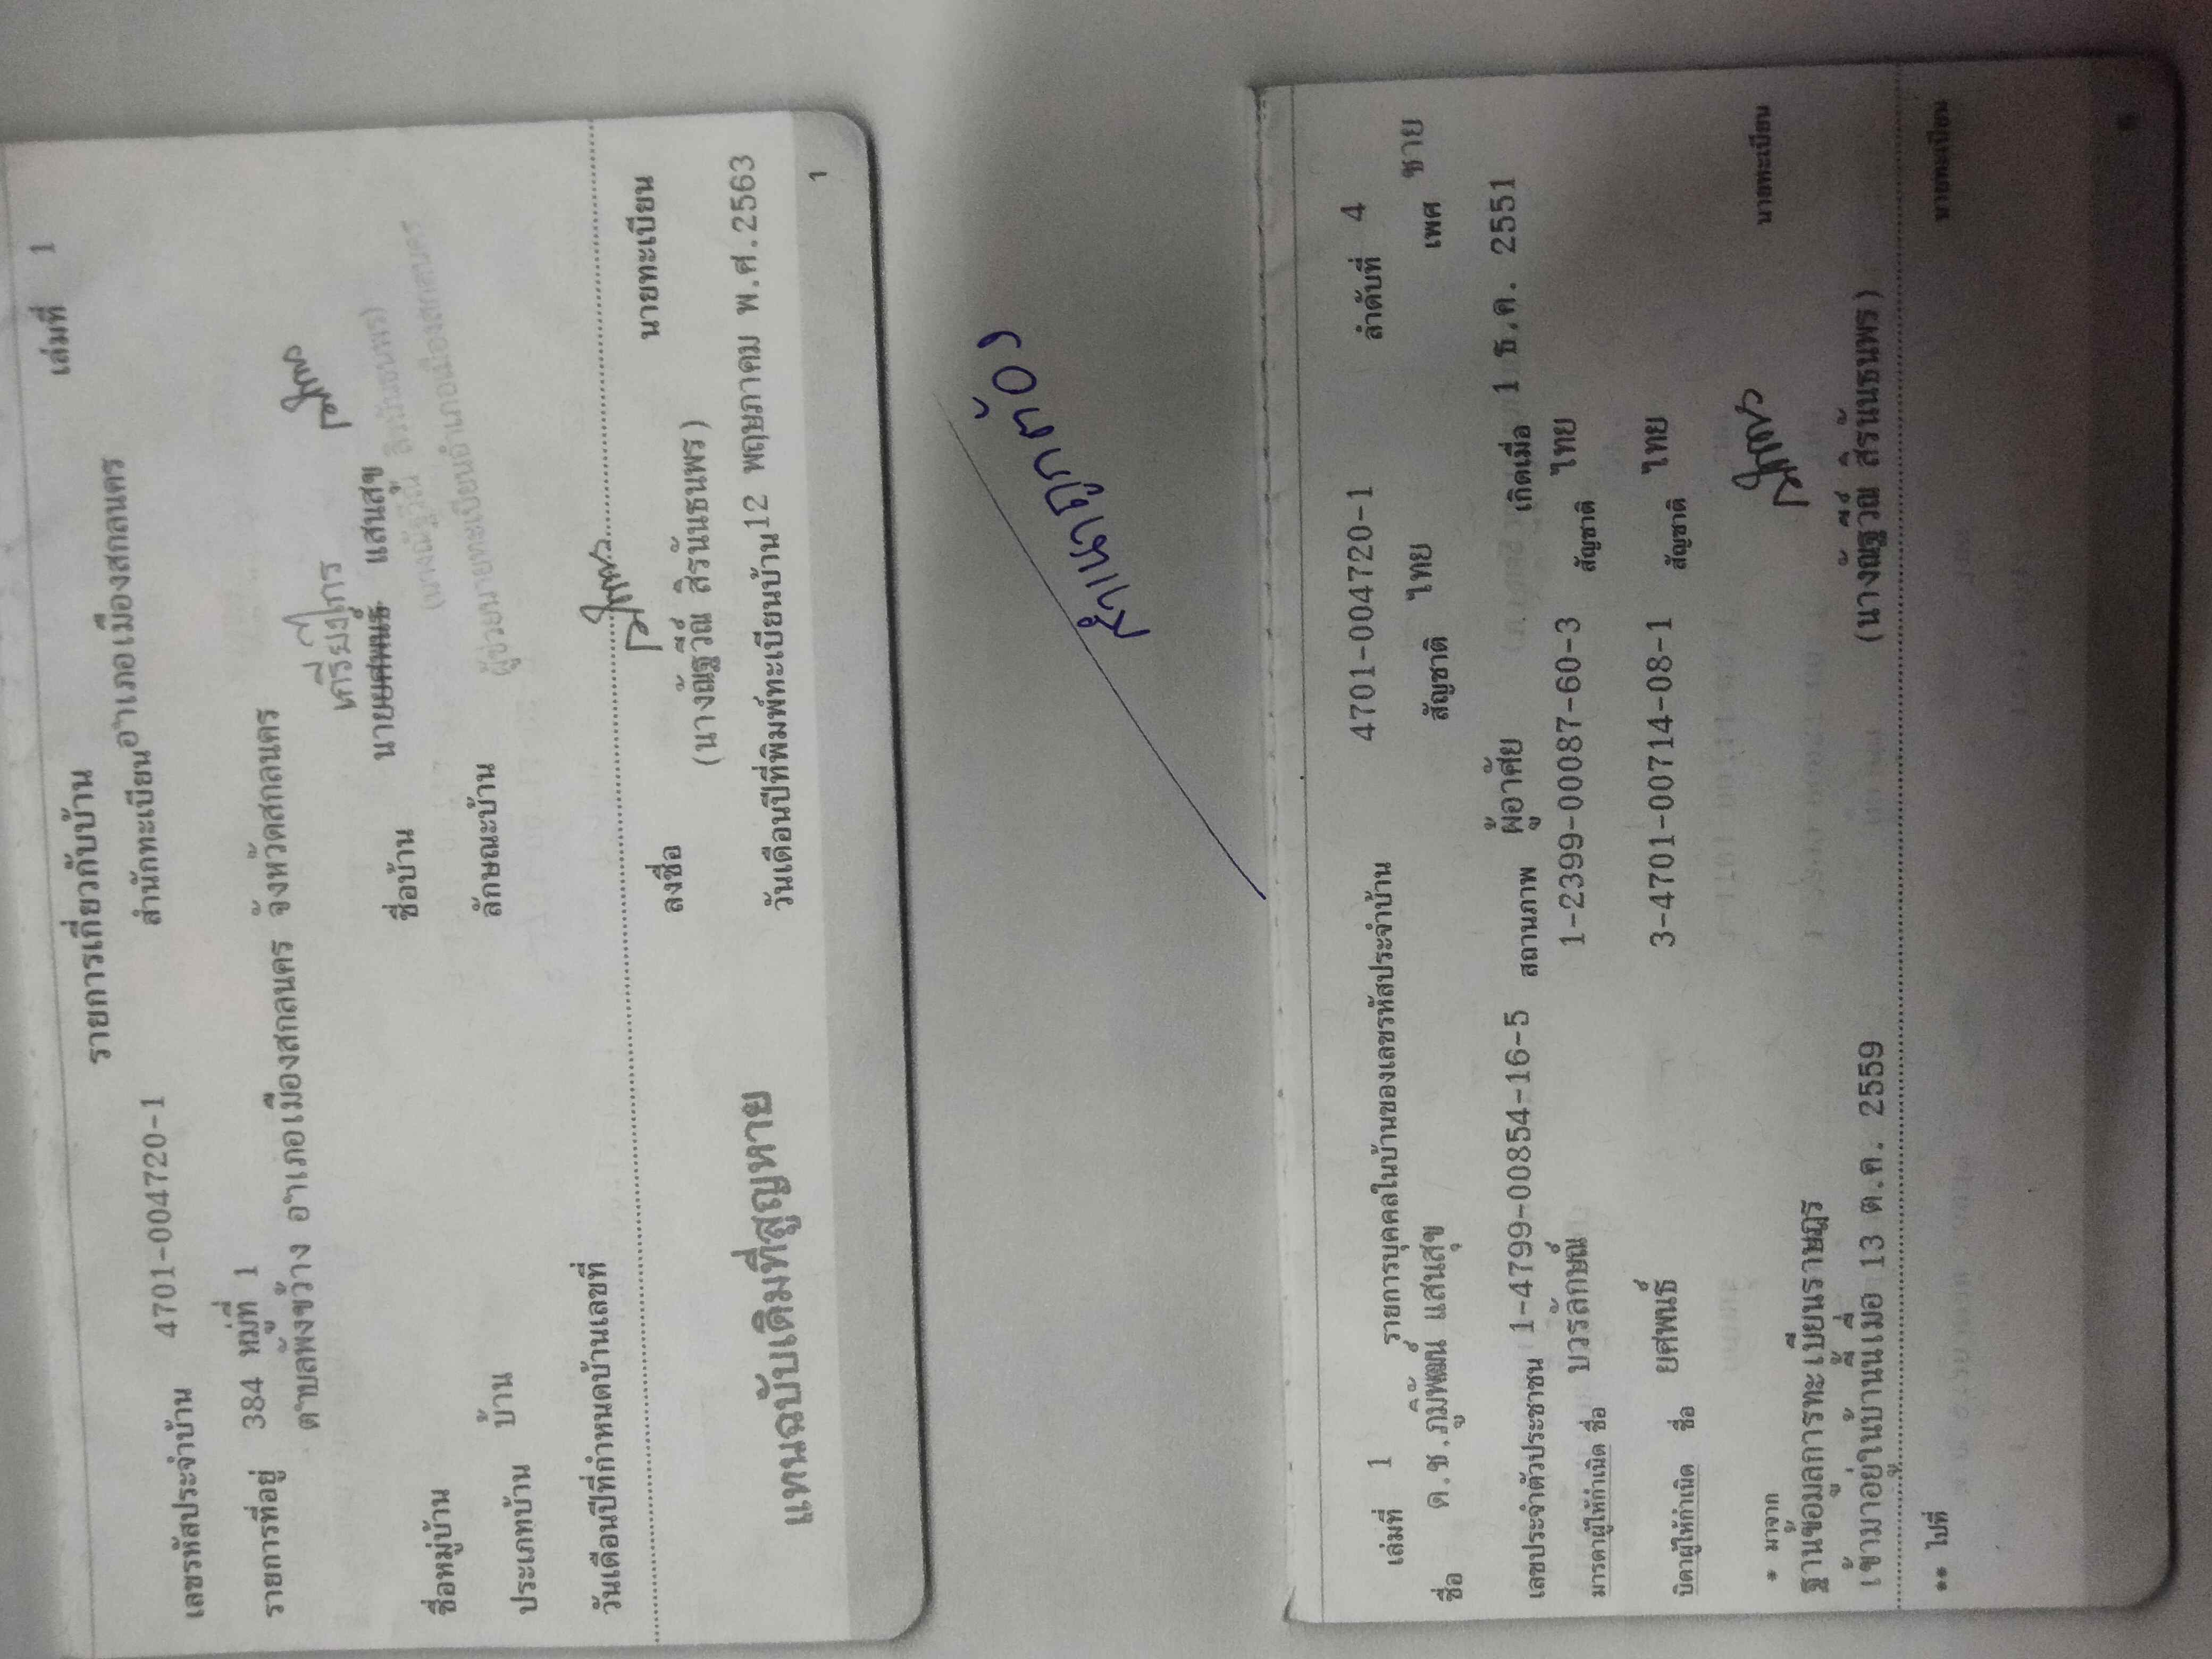 เล่มที่ 1
รายการเกี่ยวกับบ้าน
เลขรหัสประจำบ้าน 4701-004720-1 สำนักทะเบียน อำเภอเมืองสกลนคร
รายการที่อยู่ 384 หมู่ที่ 1
ตำบลพังขว้าง อำเภอเมืองสกลนคร จังหวัดสกลนคร
เกรียงไกร
ชื่อหมู่บ้าน ชื่อบ้าน นายยศพนธ์ แสนสุข
(นางณัฐวีณ์ สิรนันธนพร)
ประเภทบ้าน บ้าน ลักษณะบ้าน
ผู้ช่วยนายทะเบียนอำเภอเมืองสกลนคร
วันเดือนปีที่กำหนดบ้านเลขที่
ลงชื่อ นายทะเบียน
(นางณัฐวีณ์ สิรนันธนพร)
แทนฉบับเดิมที่สูญหาย วันเดือนปีที่พิมพ์ทะเบียนบ้าน 12 พฤษภาคม พ.ศ.2563
1
สำเนาถูกต้อง
เล่มที่ 1 รายการบุคคลในบ้านของเลขรหัสประจำบ้าน 4701-004720-1 ลำดับที่ 4
ชื่อ ด.ช.ภูมิพัฒน์ แสนสุข สัญชาติ ไทย เพศ ชาย
เลขประจำตัวประชาชน 1-4799-00854-16-5 สถานภาพ ผู้อาศัย เกิดเมื่อ 1 ธ.ค. 2551
มารดาผู้ให้กำเนิด ชื่อ บวรลักษณ์ 1-2399-00087-60-3 สัญชาติ ไทย
บิดาผู้ให้กำเนิด ชื่อ ยศพนธ์ 3-4701-00714-08-1 สัญชาติ ไทย
* มาจาก นายทะเบียน
ฐานข้อมูลการทะเบียนราษฎร
เข้ามาอยู่ในบ้านนี้เมื่อ 13 ต.ค. 2559 (นางณัฐวีณ์ สิรนันธนพร)
** ไปที่ นายทะเบียน